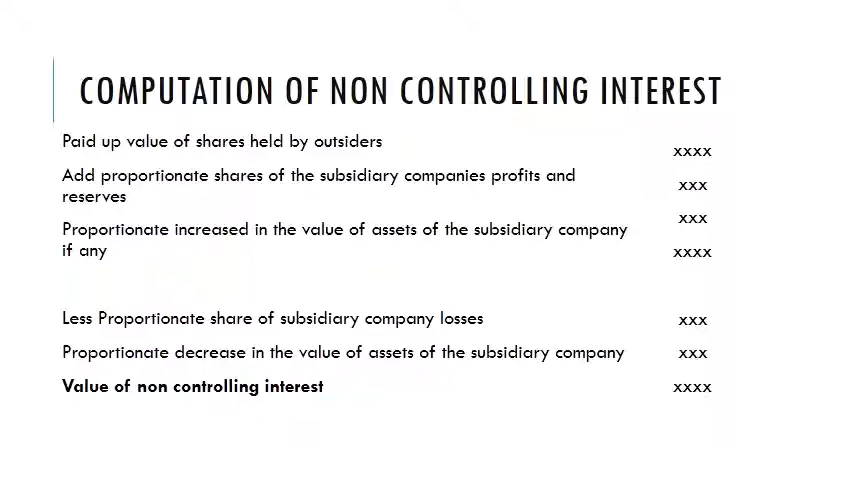 COMPUTATION OF NON CONTROLLING INTEREST
Paid up value of shares held by outsiders
xxxx
Add proportionate shares of the subsidiary companies profits and
reserves
xxx
Proportionate increased in the value of assets of the subsidiary company
if any
xxx
xxxx
Less Proportionate share of subsidiary company losses
xxx
Proportionate decrease in the value of assets of the subsidiary company
xxx
Value of non controlling interest
xxxx